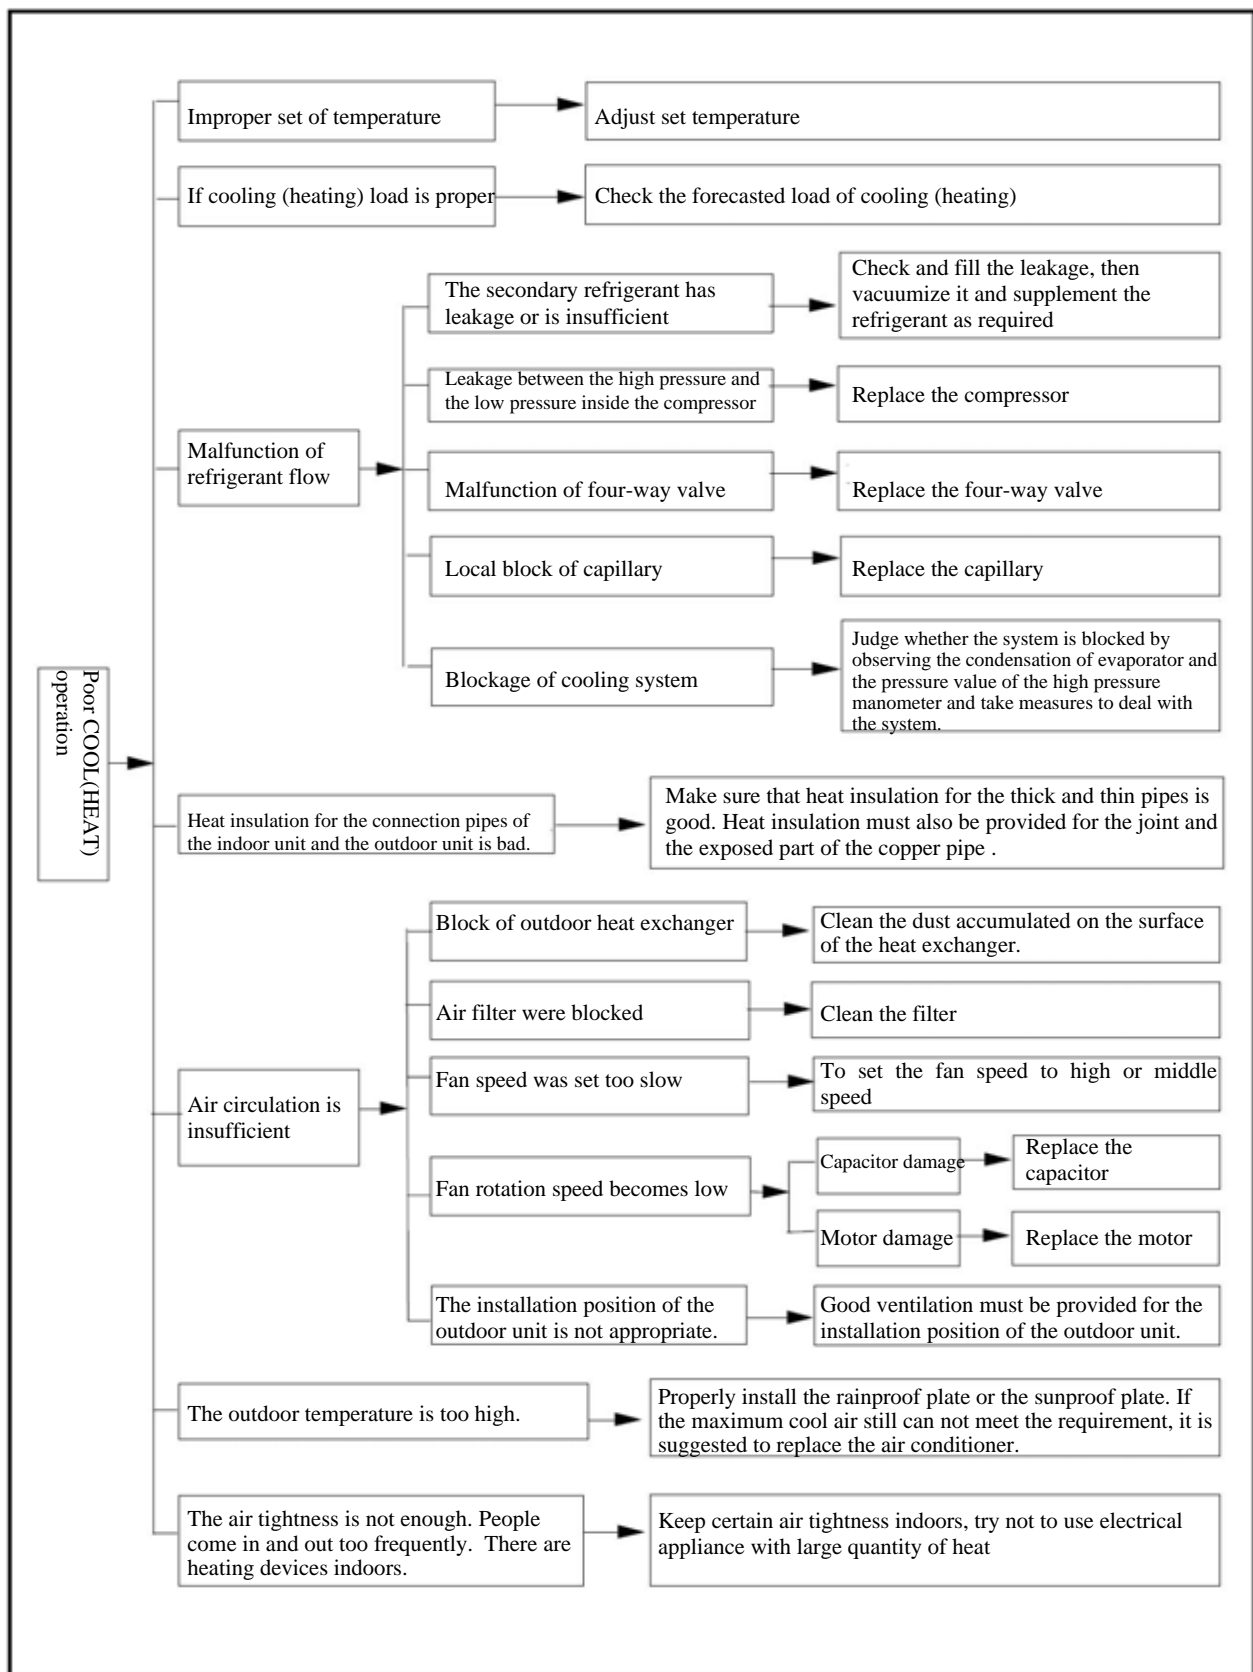 Improper set of temperature
Adjust set temperature
If cooling (heating) load is proper
Check the forecasted load of cooling (heating)
The secondary refrigerant has
leakage or is insufficient
Check and fill the leakage, then
vacuumize it and supplement the
refrigerant as required
Leakage between the high pressure and
the low pressure inside the compressor
Replace the compressor
Malfunction of
refrigerant flow
Malfunction of four-way valve
Replace the four-way valve
Local block of capillary
Replace the capillary
Blockage of cooling system
Judge whether the system is blocked by
observing the condensation of evaporator and
the pressure value of the high pressure
manometer and take measures to deal with
the system.
Poor COOL(HEAT)
operation
Heat insulation for the connection pipes of
the indoor unit and the outdoor unit is bad.
Make sure that heat insulation for the thick and thin pipes is
good. Heat insulation must also be provided for the joint and
the exposed part of the copper pipe .
Block of outdoor heat exchanger
Clean the dust accumulated on the surface
of the heat exchanger.
Air filter were blocked
Clean the filter
Fan speed was set too slow
To set the fan speed to high or middle
speed
Air circulation is
insufficient
Fan rotation speed becomes low
Capacitor damage
Replace the
capacitor
Motor damage
Replace the motor
The installation position of the
outdoor unit is not appropriate.
Good ventilation must be provided for the
installation position of the outdoor unit.
The outdoor temperature is too high.
Properly install the rainproof plate or the sunproof plate. If
the maximum cool air still can not meet the requirement, it is
suggested to replace the air conditioner.
The air tightness is not enough. People
come in and out too frequently.  There are
heating devices indoors.
Keep certain air tightness indoors, try not to use electrical
appliance with large quantity of heat